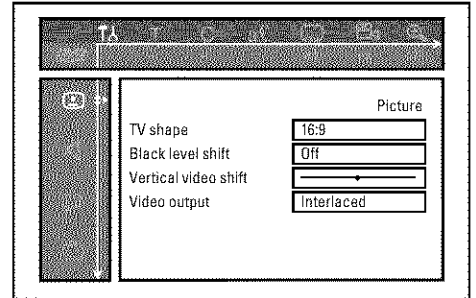 Picture
TV shape 16:9
Black level shift Off
Vertical video shift
Video output Interlaced